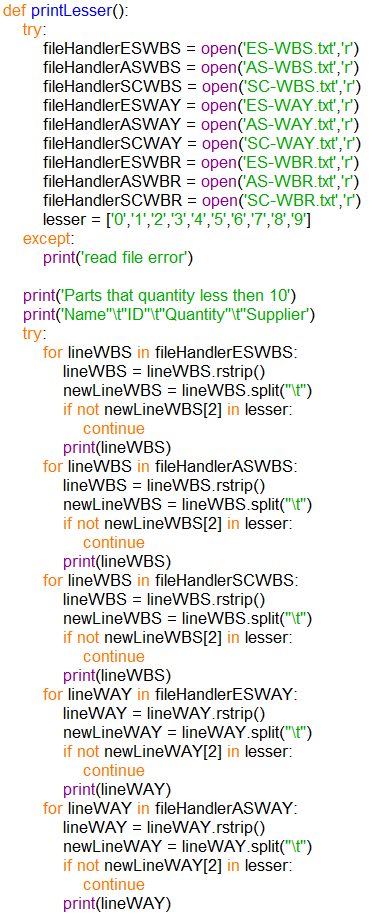 def printLesser():
    try:
        fileHandlerESWBS = open('ES-WBS.txt','r')
        fileHandlerASWBS = open('AS-WBS.txt','r')
        fileHandlerSCWBS = open('SC-WBS.txt','r')
        fileHandlerESWAY = open('ES-WAY.txt','r')
        fileHandlerASWAY = open('AS-WAY.txt','r')
        fileHandlerSCWAY = open('SC-WAY.txt','r')
        fileHandlerESWBR = open('ES-WBR.txt','r')
        fileHandlerASWBR = open('AS-WBR.txt','r')
        fileHandlerSCWBR = open('SC-WBR.txt','r')
        lesser = ['0','1','2','3','4','5','6','7','8','9']
    except:
        print('read file error')

    print('Parts that quantity less then 10')
    print('Name"\t"ID"\t"Quantity"\t"Supplier')
    try:
        for lineWBS in fileHandlerESWBS:
            lineWBS = lineWBS.rstrip()
            newLineWBS = lineWBS.split("\t")
            if not newLineWBS[2] in lesser:
                continue
            print(lineWBS)
        for lineWBS in fileHandlerASWBS:
            lineWBS = lineWBS.rstrip()
            newLineWBS = lineWBS.split("\t")
            if not newLineWBS[2] in lesser:
                continue
            print(lineWBS)
        for lineWBS in fileHandlerSCWBS:
            lineWBS = lineWBS.rstrip()
            newLineWBS = lineWBS.split("\t")
            if not newLineWBS[2] in lesser:
                continue
            print(lineWBS)
        for lineWAY in fileHandlerESWAY:
            lineWAY = lineWAY.rstrip()
            newLineWAY = lineWAY.split("\t")
            if not newLineWAY[2] in lesser:
                continue
            print(lineWAY)
        for lineWAY in fileHandlerASWAY:
            lineWAY = lineWAY.rstrip()
            newLineWAY = lineWAY.split("\t")
            if not newLineWAY[2] in lesser:
                continue
            print(lineWAY)